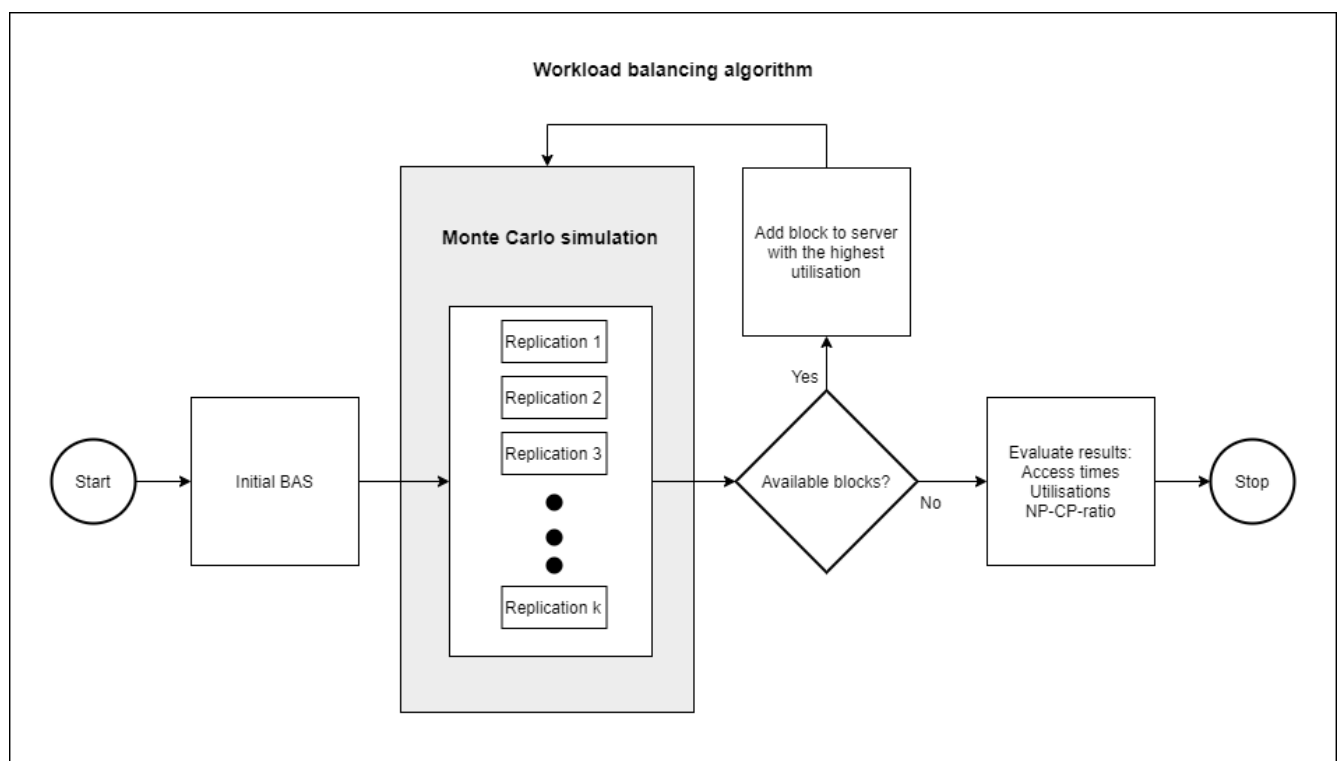 Workload balancing algorithm
Start
Initial BAS
Monte Carlo simulation
Replication 1
Replication 2
Replication 3
Replication k
Available blocks?
Yes
Add block to server
with the highest
utilisation
No
Evaluate results:
Access times
Utilisations
NP-CP-ratio
Stop